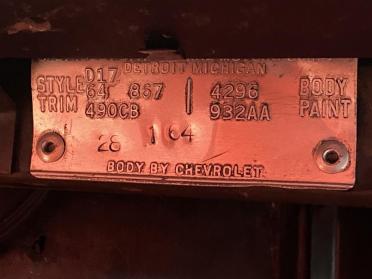 D17 DETROIT MICHIGAN
STYLE 64 867 4296 BODY
TRIM 490CB 932AA PAINT
28 1 64
BODY BY CHEVROLET